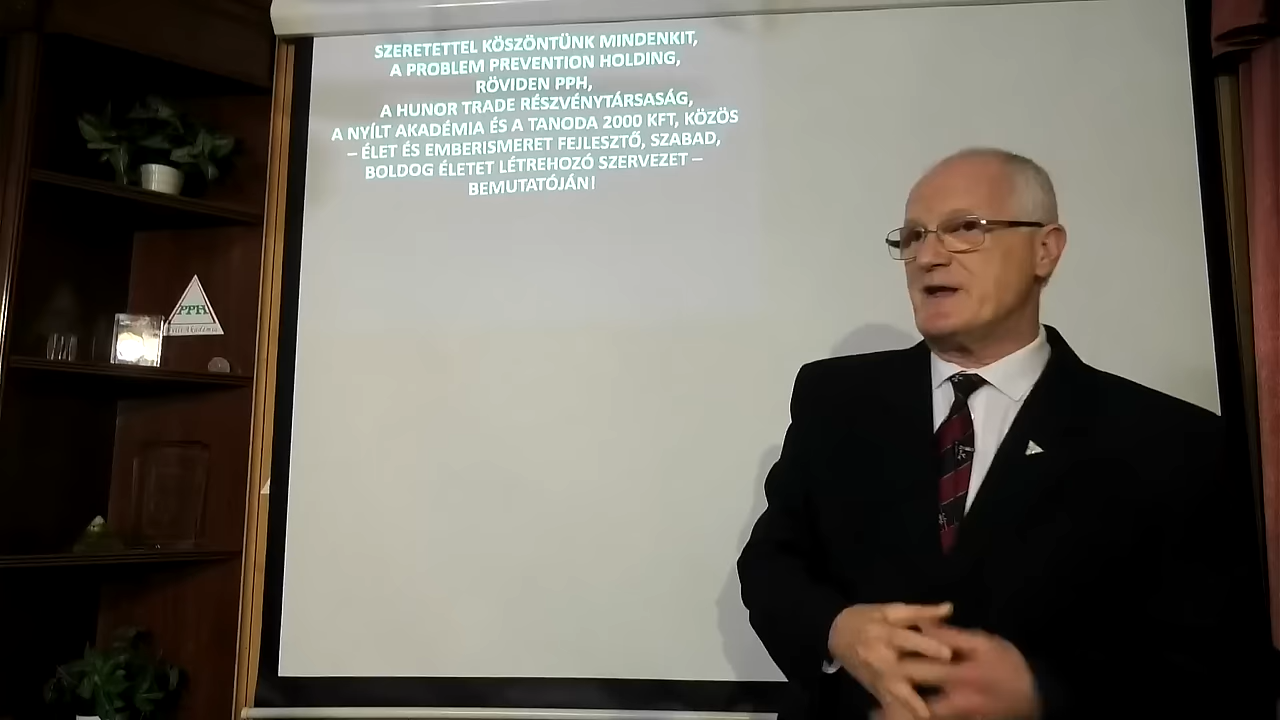 SZERETETTEL KÖSZÖNTÜNK MINDENKIT,
A PROBLEM PREVENTION HOLDING,
RÖVIDEN PPH,
A HUNOR TRADE RÉSZVÉNYTÁRSASÁG,
A NYÍLT AKADÉMIA ÉS A TANODA 2000 KFT, KÖZÖS
– ÉLET ÉS EMBERISMERET FEJLESZTŐ, SZABAD,
BOLDOG ÉLETET LÉTREHOZÓ SZERVEZET –
BEMUTATÓJÁN!
PPH